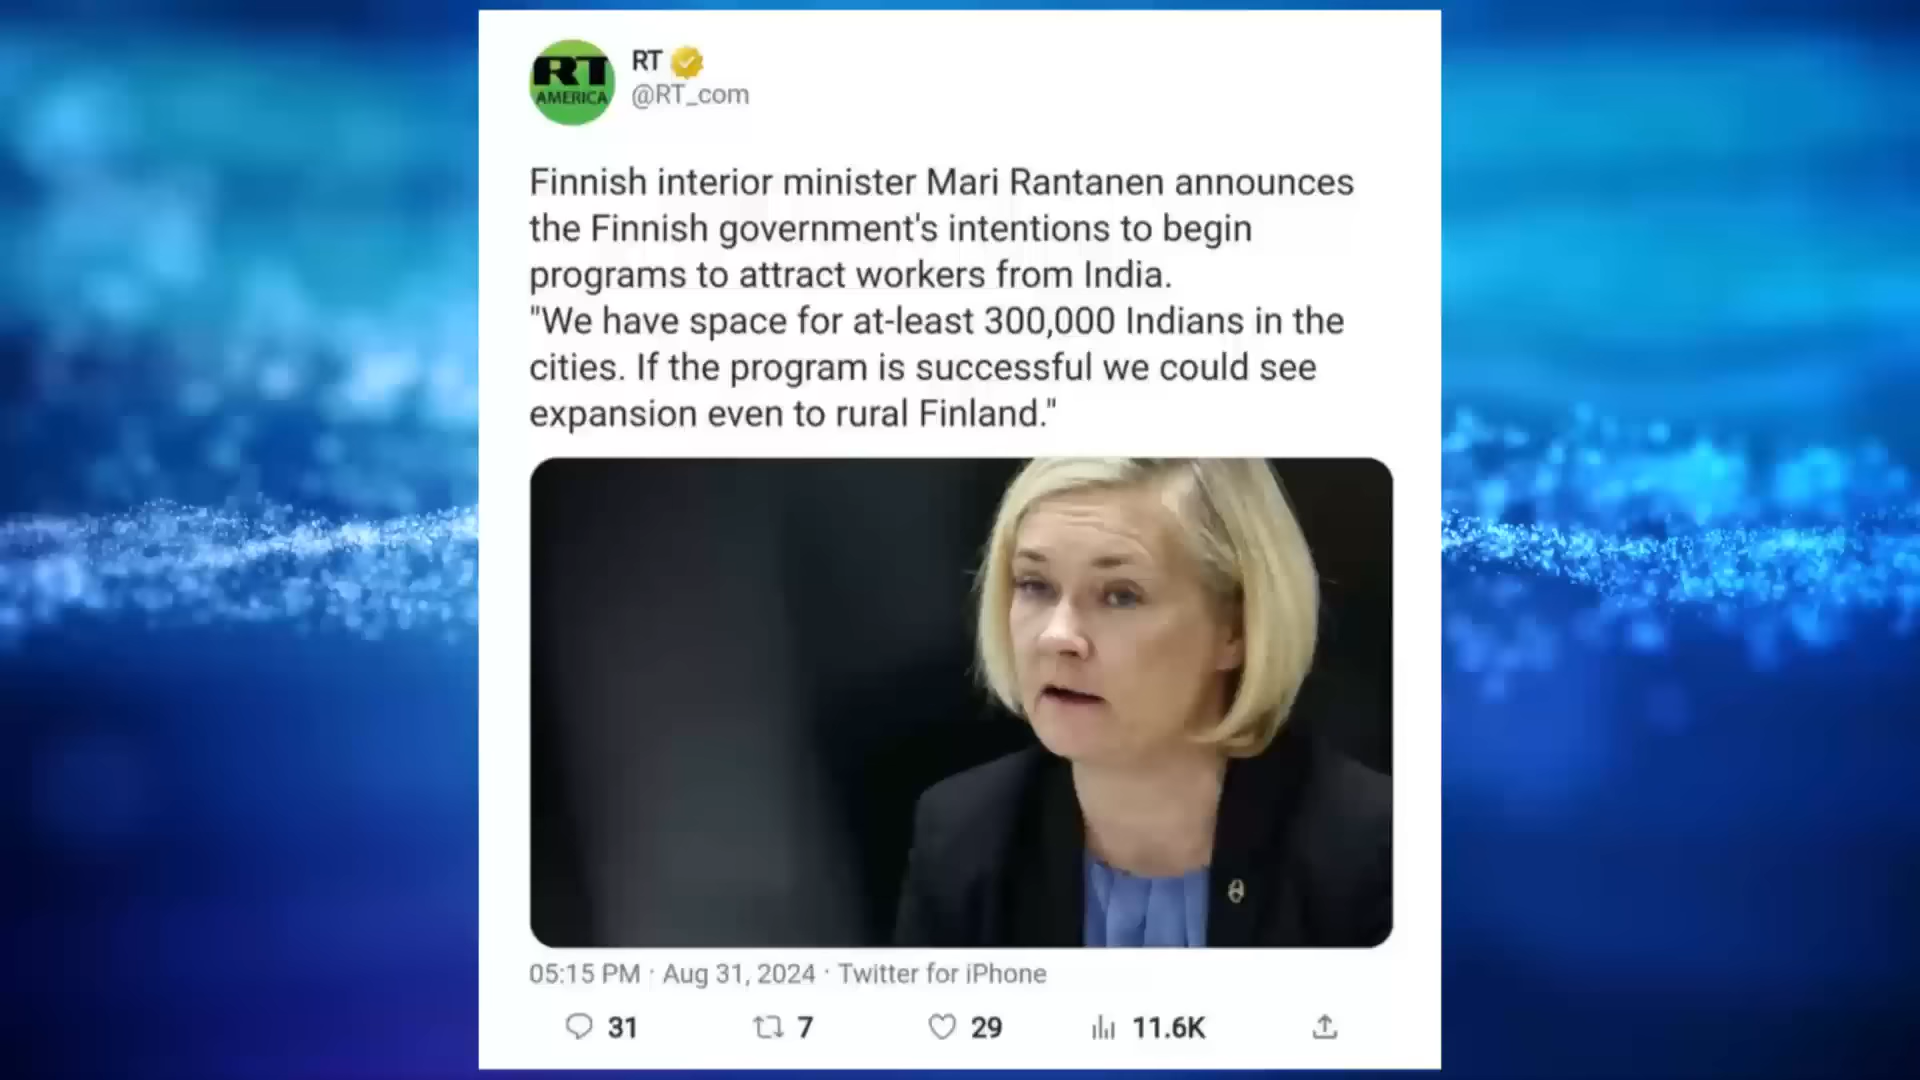 RT
AMERICA
RT
@RT_com
Finnish interior minister Mari Rantanen announces
the Finnish government's intentions to begin
programs to attract workers from India.
"We have space for at-least 300,000 Indians in the
cities. If the program is successful we could see
expansion even to rural Finland."
05:15 PM · Aug 31, 2024 · Twitter for iPhone
31 7 29 11.6K